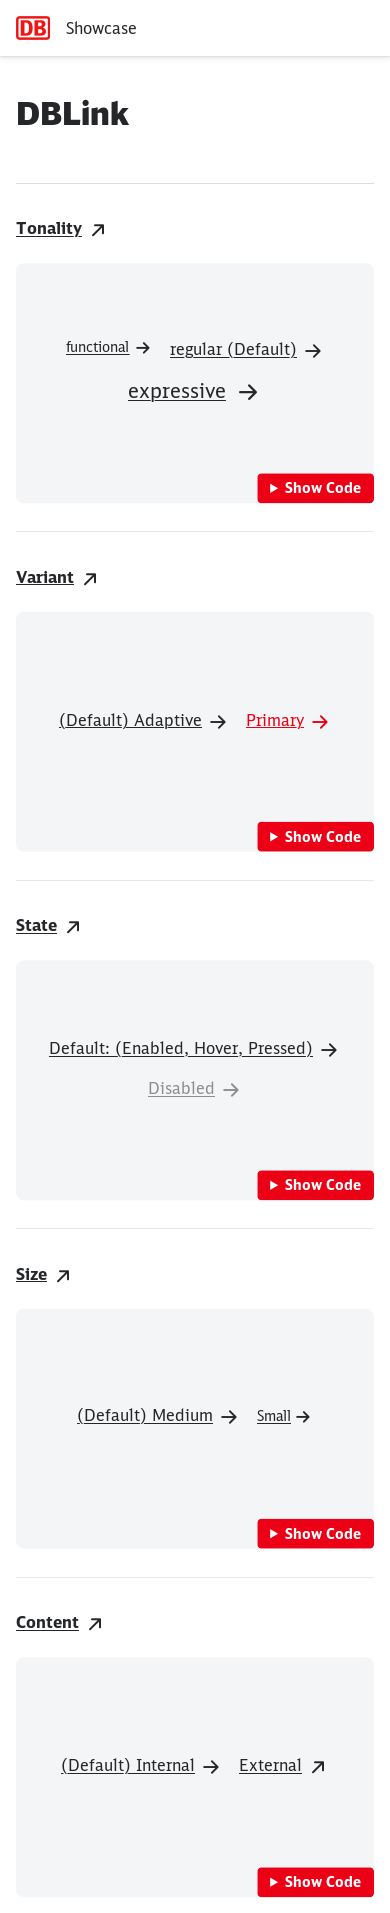 DB Showcase
DBLink
Tonality
functional regular (Default)
expressive
Show Code
Variant
(Default) Adaptive Primary
Show Code
State
Default: (Enabled, Hover, Pressed)
Disabled
Show Code
Size
(Default) Medium Small
Show Code
Content
(Default) Internal External
Show Code